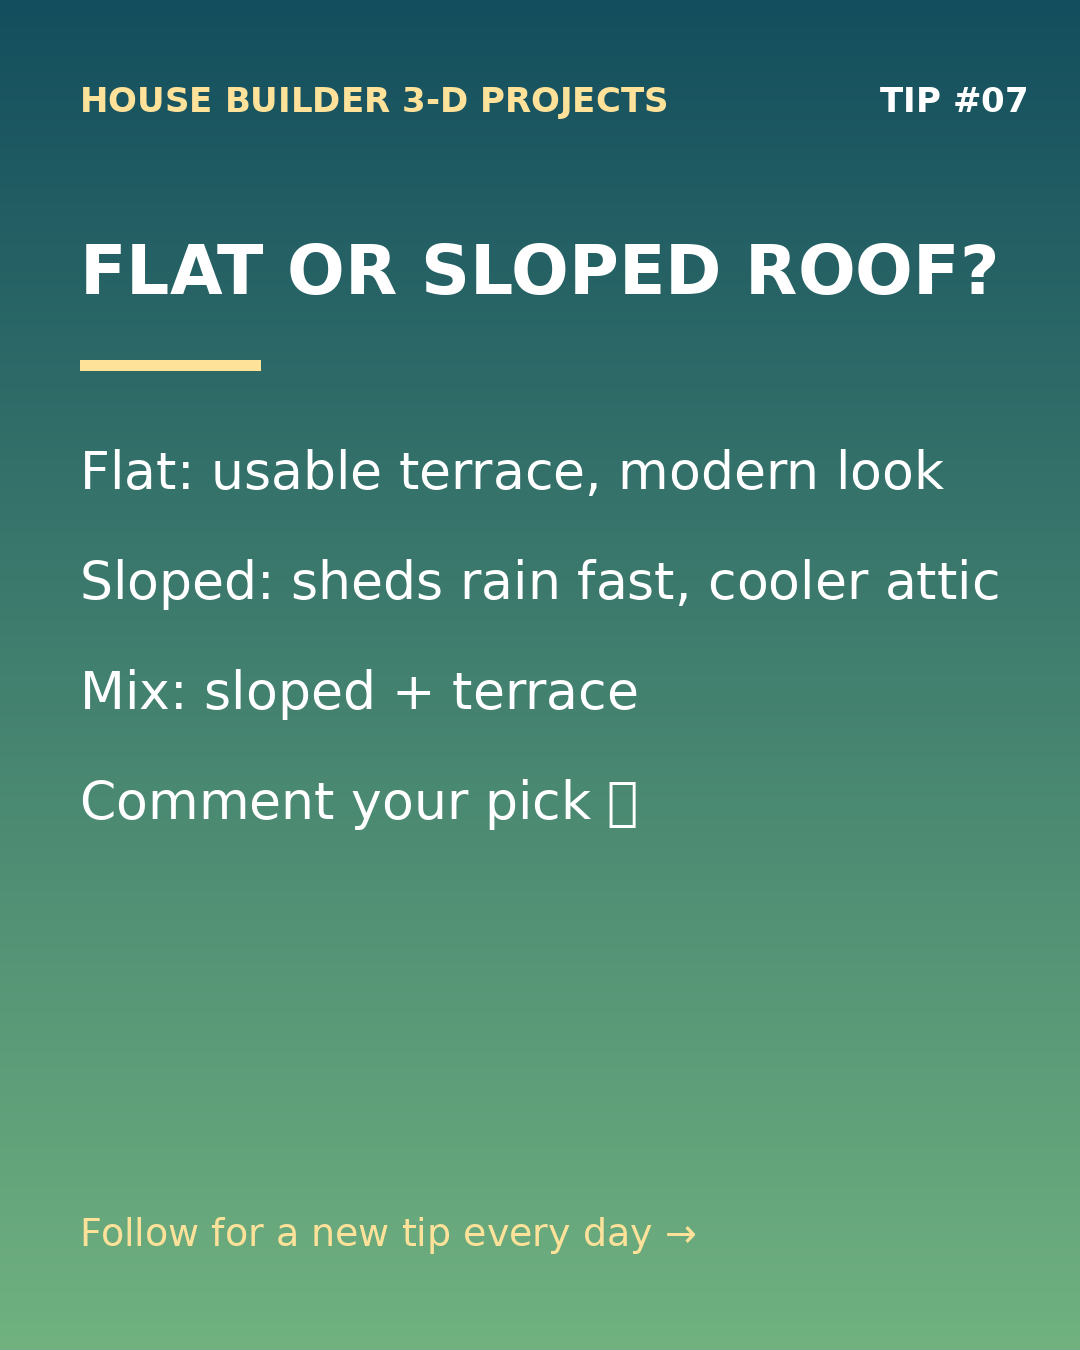 HOUSE BUILDER 3-D PROJECTS
TIP #07
FLAT OR SLOPED ROOF?
Flat: usable terrace, modern look
Sloped: sheds rain fast, cooler attic
Mix: sloped + terrace
Comment your pick
Follow for a new tip every day →